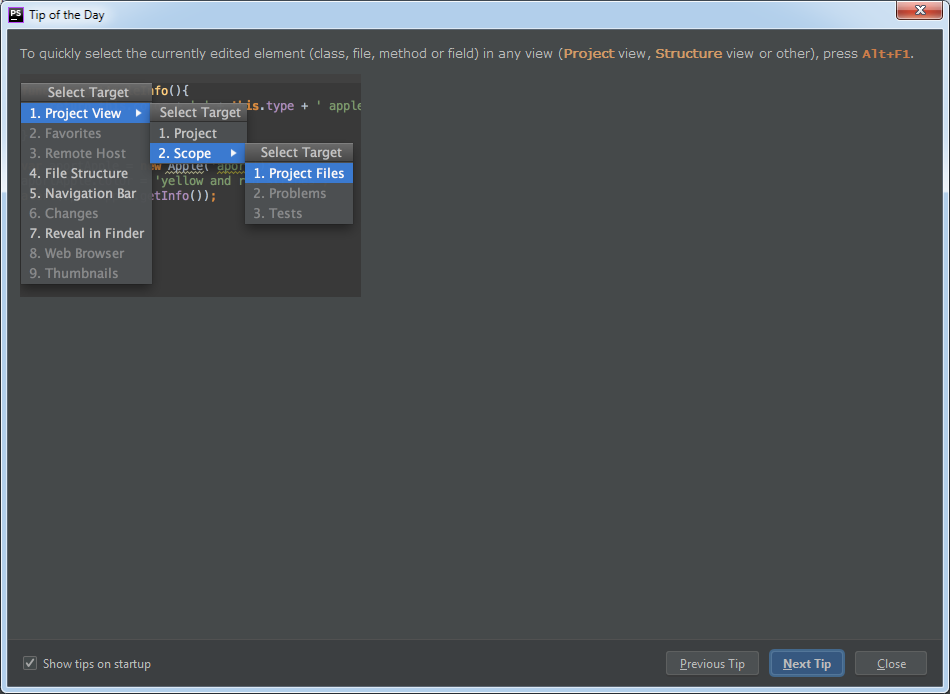 PS
Tip of the Day
To quickly select the currently edited element (class, file, method or field) in any view (Project view, Structure view or other), press Alt+F1.
Select Target
1. Project View
2. Favorites
3. Remote Host
4. File Structure
5. Navigation Bar
6. Changes
7. Reveal in Finder
8. Web Browser
9. Thumbnails
nfo(){
is.type + ' apple
Select Target
1. Project
2. Scope
Select Target
1. Project Files
2. Problems
3. Tests
ew Apple('apor
'yellow and r
etInfo());
Show tips on startup
Previous Tip
Next Tip
Close